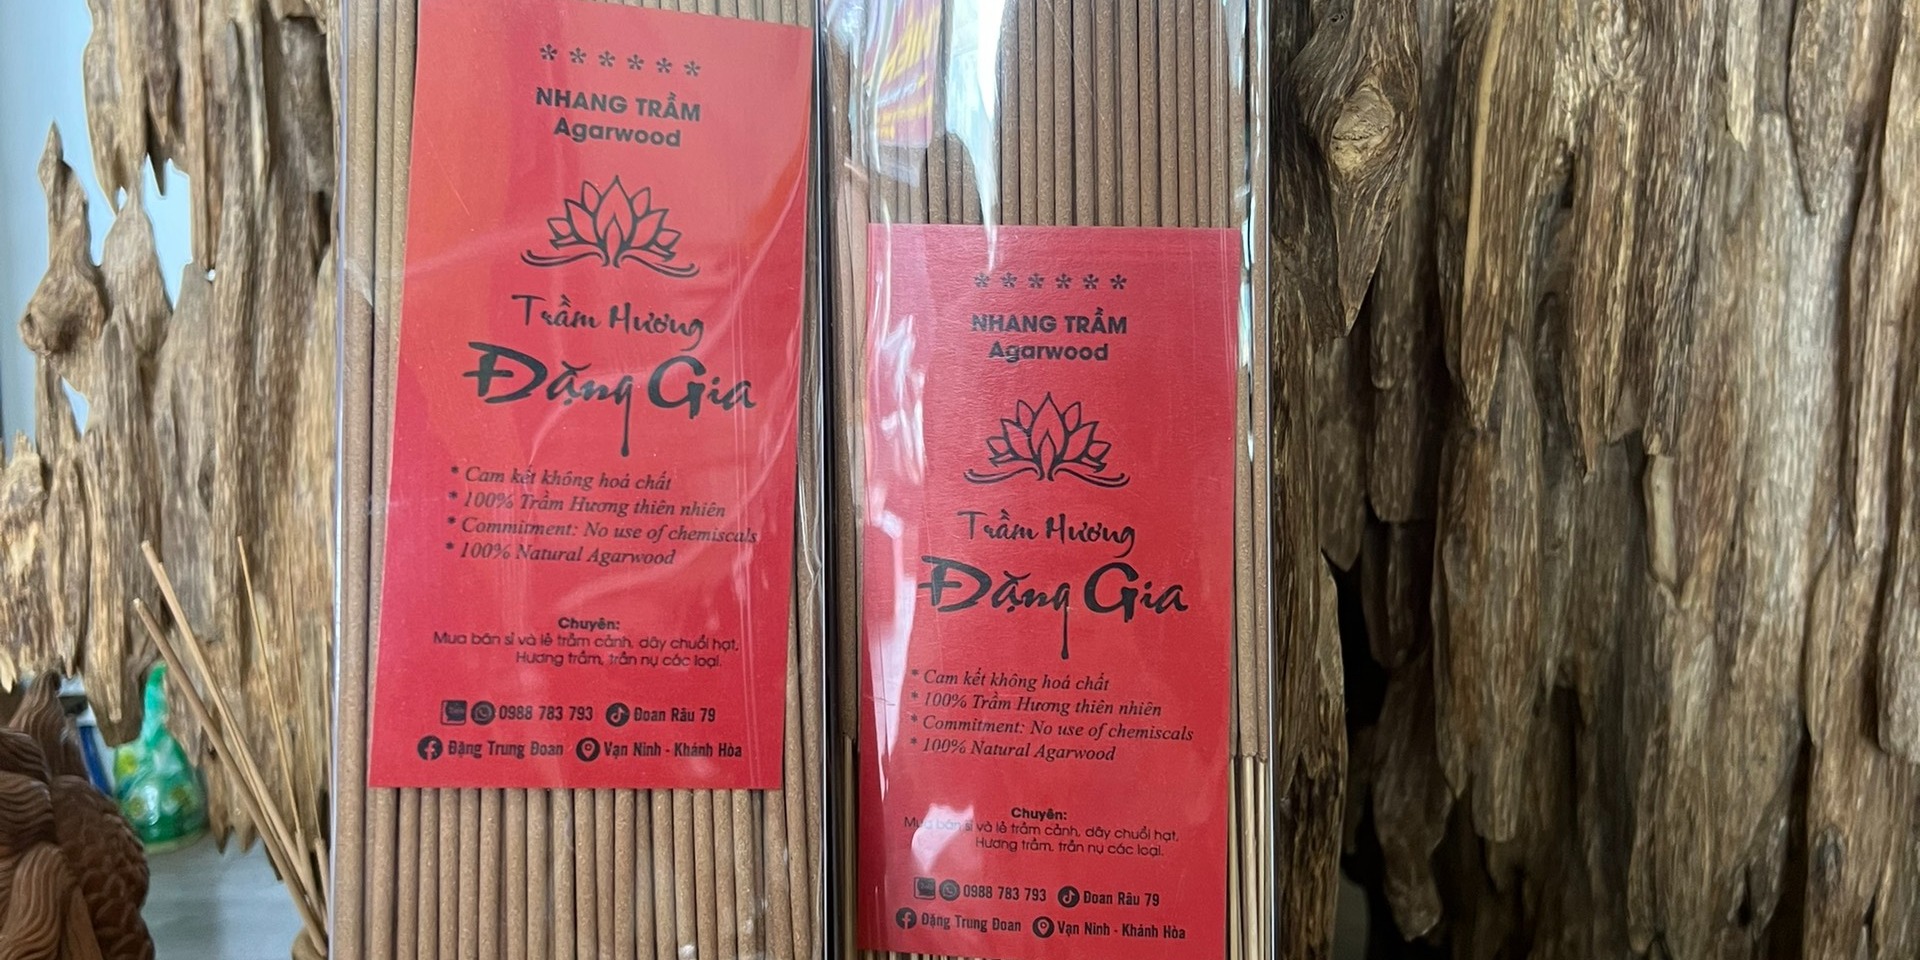 ******
NHANG TRẦM
Agarwood
Trầm Hương
Đặng Gia
* Cam kết không hoá chất
* 100% Trầm Hương thiên nhiên
* Commitment: No use of chemiscals
* 100% Natural Agarwood
Chuyên:
Mua bán sỉ và lẻ trầm cảnh, dây chuỗi hạt,
Hương trầm, trần nụ các loại.
0988 783 793 Đoan Râu 79
Đặng Trung Đoan Vạn Ninh - Khánh Hòa
******
NHANG TRẦM
Agarwood
Trầm Hương
Đặng Gia
* Cam kết không hoá chất
* 100% Trầm Hương thiên nhiên
* Commitment: No use of chemiscals
* 100% Natural Agarwood
Chuyên:
Mua bán sỉ và lẻ trầm cảnh, dây chuỗi hạt,
Hương trầm, trần nụ các loại.
0988 783 793 Đoan Râu 79
Đặng Trung Đoan Vạn Ninh - Khánh Hòa